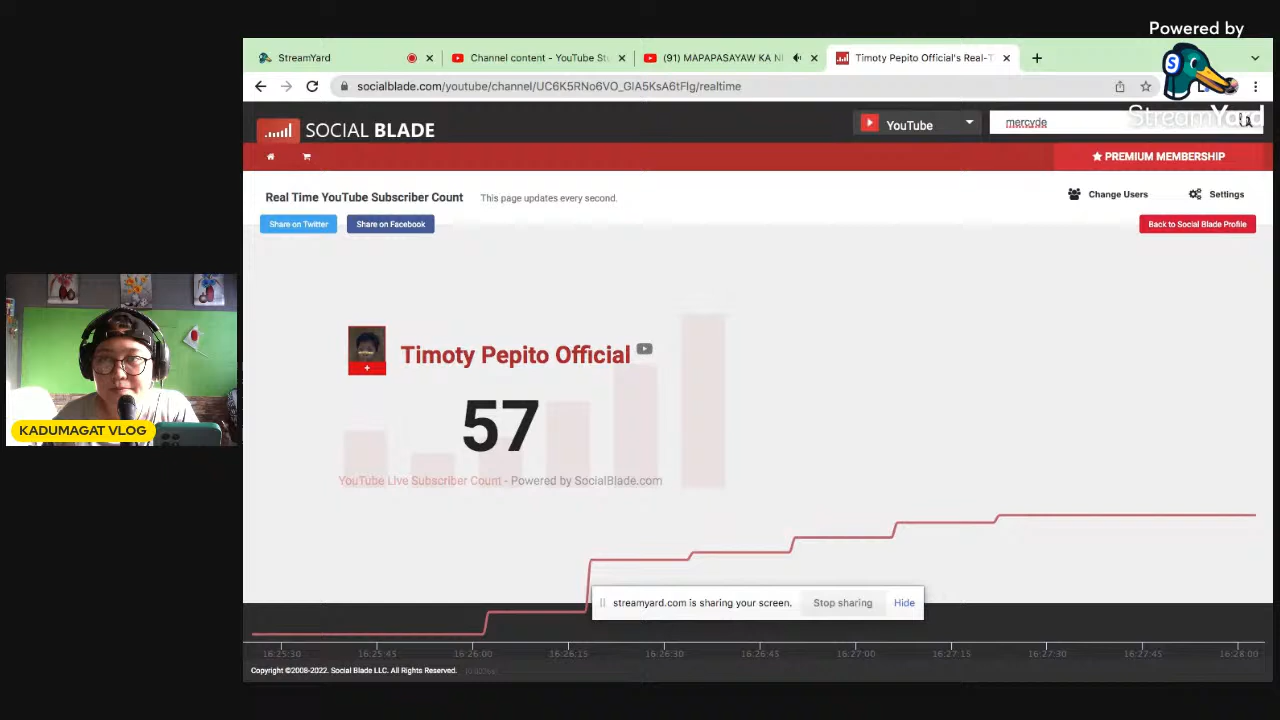 Powered by
StreamYard
StreamYard
Channel content - YouTube St
(91) MAPAPASAYAW KA N
Timoty Pepito Official's Real-T
socialblade.com/youtube/channel/UC6K5RNo6VO_GIA5KsA6tFlg/realtime
SOCIAL BLADE
YouTube
mercyde
PREMIUM MEMBERSHIP
Real Time YouTube Subscriber Count
This page updates every second.
Change Users
Settings
Share on Twitter
Share on Facebook
Back to Social Blade Profile
Timoty Pepito Official
57
YouTube Live Subscriber Count - Powered by SocialBlade.com
KADUMAGAT VLOG
streamyard.com is sharing your screen.
Stop sharing
Hide
16:25:30 16:25:45 16:26:00 16:26:15 16:26:30 16:26:45 16:27:00 16:27:15 16:27:30 16:27:45 16:28:00
Copyright ©2008-2022. Social Blade LLC. All Rights Reserved.